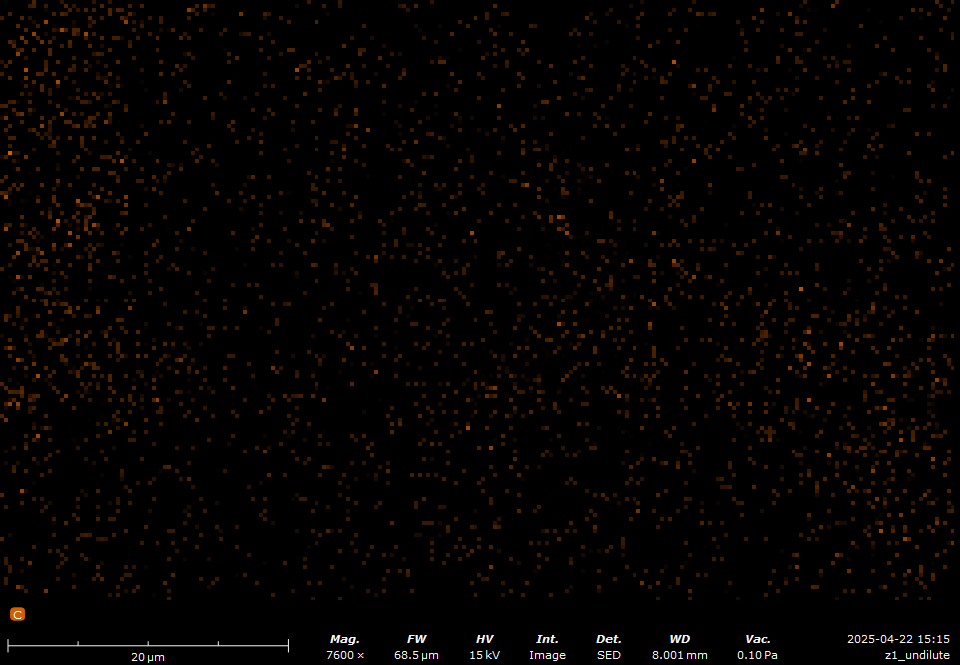 C
Mag. FW HV Int. Det. WD Vac. 2025-04-22 15:15
20 µm 7600 × 68.5 µm 15 kV Image SED 8.001 mm 0.10 Pa z1_undilute